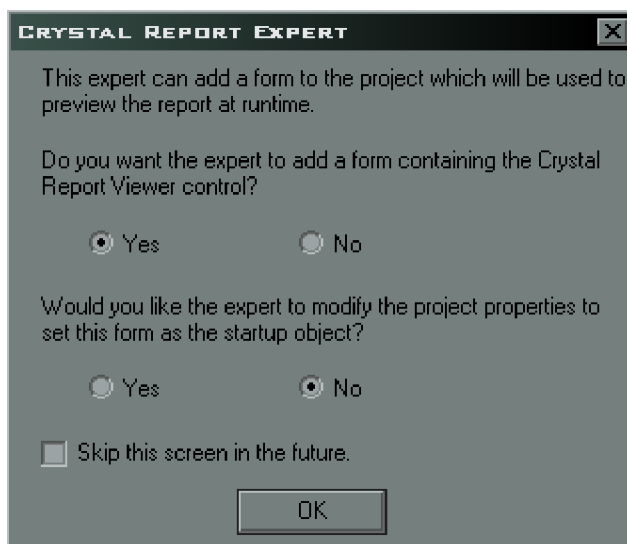 CRYSTAL REPORT EXPERT
This expert can add a form to the project which will be used to
preview the report at runtime.
Do you want the expert to add a form containing the Crystal
Report Viewer control?
Yes No
Would you like the expert to modify the project properties to
set this form as the startup object?
Yes No
Skip this screen in the future.
OK